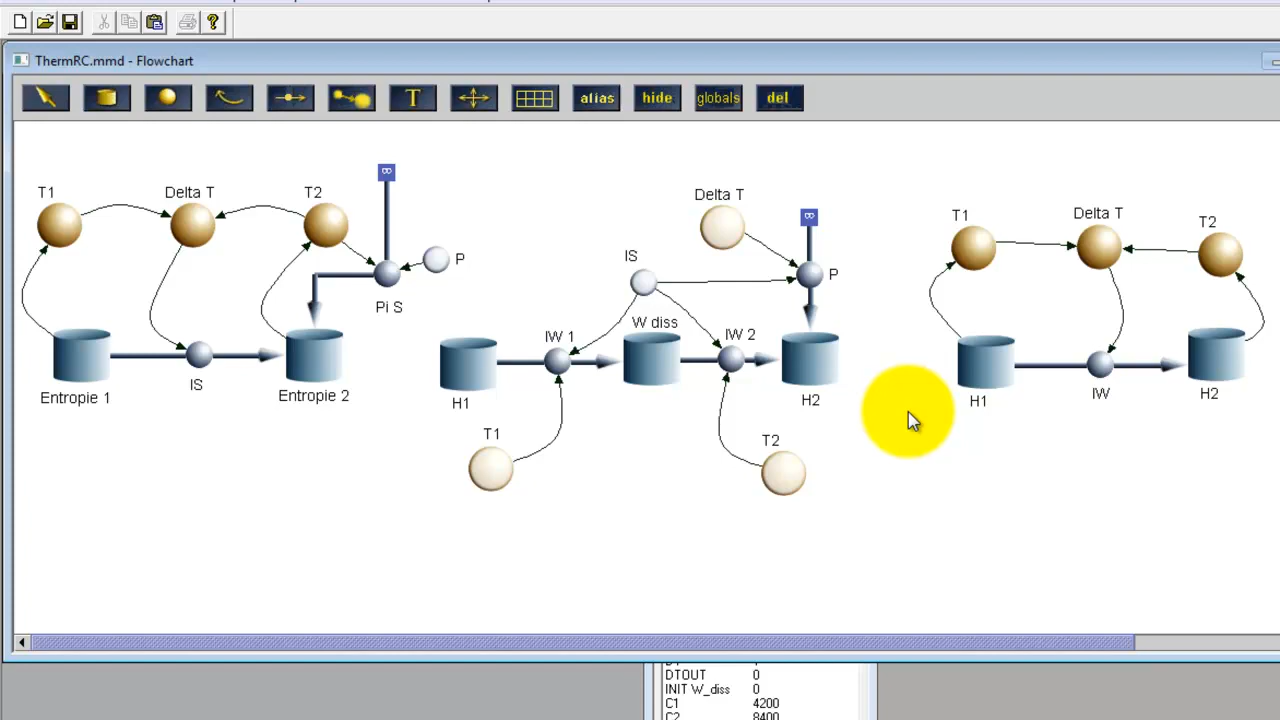 ThermRC.mmd - Flowchart
T
alias
hide
globals
del
T1
Delta T
T2
∞
P
Pi S
IS
Entropie 1
Entropie 2
Delta T
∞
IS
P
W diss
IW 1
IW 2
H1
H2
T1
T2
T1
Delta T
T2
H1
IW
H2
DTOUT 0
INIT W_diss 0
C1 4200
C2 8400